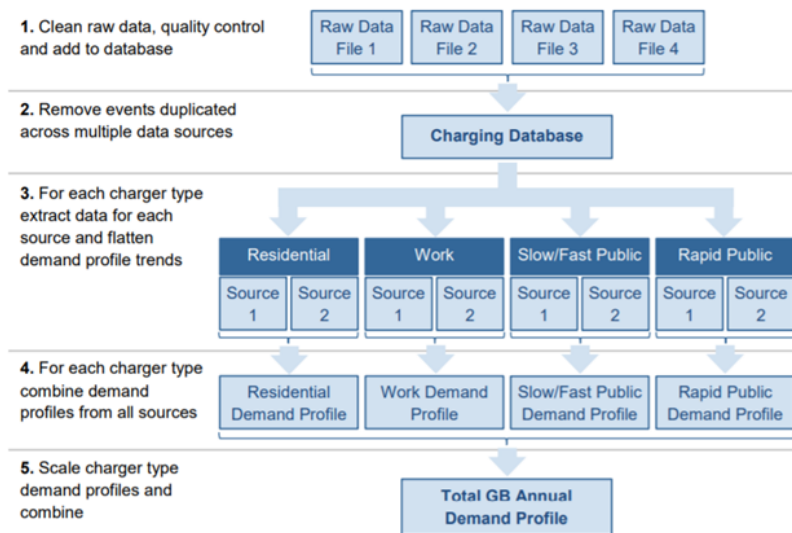 1. Clean raw data, quality control
and add to database
Raw Data
File 1
Raw Data
File 2
Raw Data
File 3
Raw Data
File 4
2. Remove events duplicated
across multiple data sources
Charging Database
3. For each charger type
extract data for each
source and flatten
demand profile trends
Residential
Work
Slow/Fast Public
Rapid Public
Source
1
Source
2
Source
1
Source
2
Source
1
Source
2
Source
1
Source
2
4. For each charger type
combine demand
profiles from all sources
Residential
Demand Profile
Work Demand
Profile
Slow/Fast Public
Demand Profile
Rapid Public
Demand Profile
5. Scale charger type
demand profiles and
combine
Total GB Annual
Demand Profile